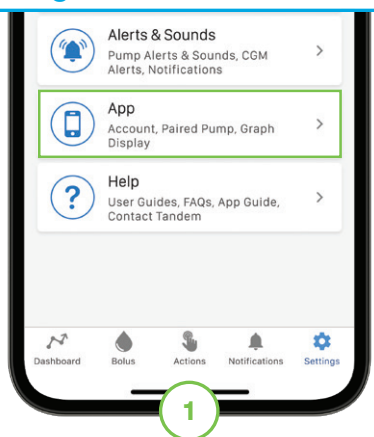 Alerts & Sounds
Pump Alerts & Sounds, CGM
Alerts, Notifications
App
Account, Paired Pump, Graph
Display
?
Help
User Guides, FAQs, App Guide,
Contact Tandem
Dashboard Bolus Actions Notifications Settings
1